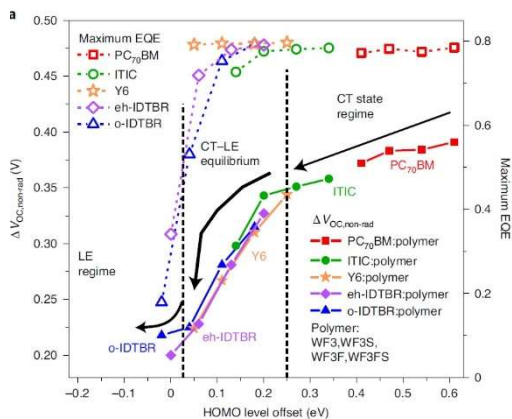 a
Maximum EQE
PC70BM
ITIC
Y6
eh-IDTBR
o-IDTBR
CT–LE
equilibrium
CT state
regime
PC70BM
ITIC
Y6
LE
regime
eh-IDTBR
o-IDTBR
ΔVOC,non-rad
PC70BM:polymer
ITIC:polymer
Y6:polymer
eh-IDTBR:polymer
o-IDTBR:polymer
Polymer:
WF3,WF3S,
WF3F,WF3FS
ΔVOC,non-rad (V)
0.50
0.45
0.40
0.35
0.30
0.25
0.20
Maximum EQE
0.8
0.6
0.4
0.2
0
−0.2 −0.1 0 0.1 0.2 0.3 0.4 0.5 0.6
HOMO level offset (eV)